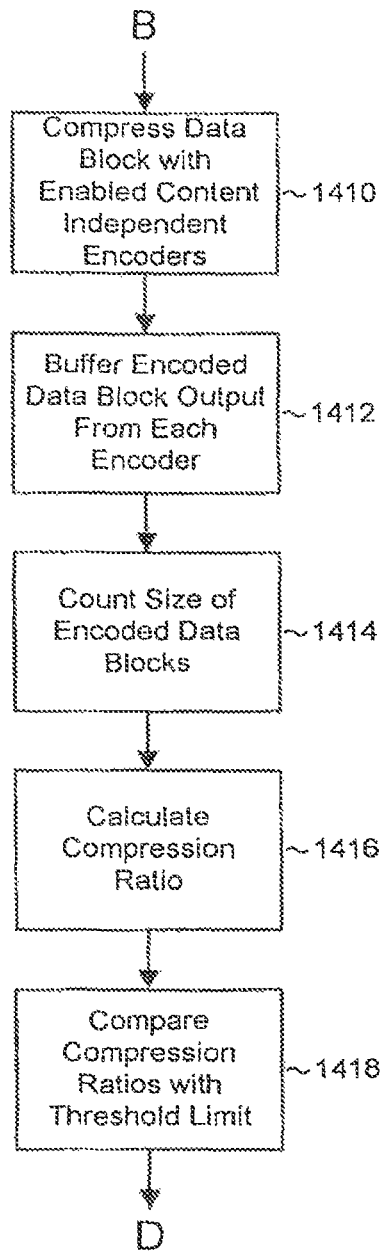 B
Compress Data
Block with
Enabled Content
Independent
Encoders
~1410
Buffer Encoded
Data Block Output
From Each
Encoder
~1412
Count Size of
Encoded Data
Blocks
~1414
Calculate
Compression
Ratio
~1416
Compare
Compression
Ratios with
Threshold Limit
~1418
D